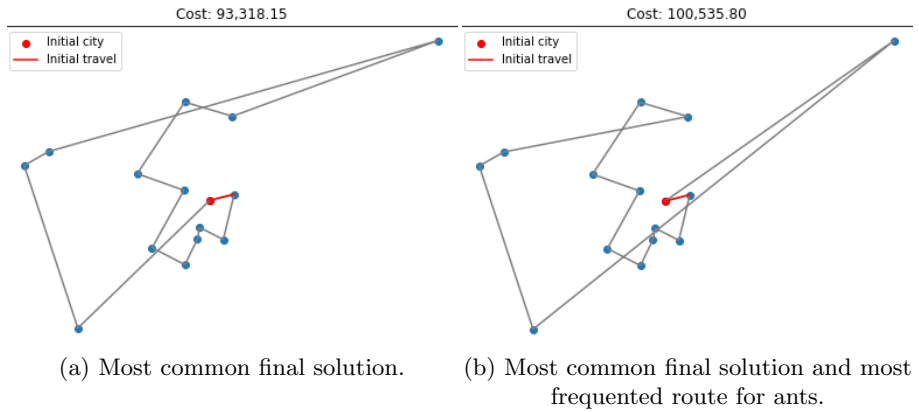 Cost: 93,318.15
Initial city
Initial travel
(a) Most common final solution.
Cost: 100,535.80
Initial city
Initial travel
(b) Most common final solution and most
frequented route for ants.